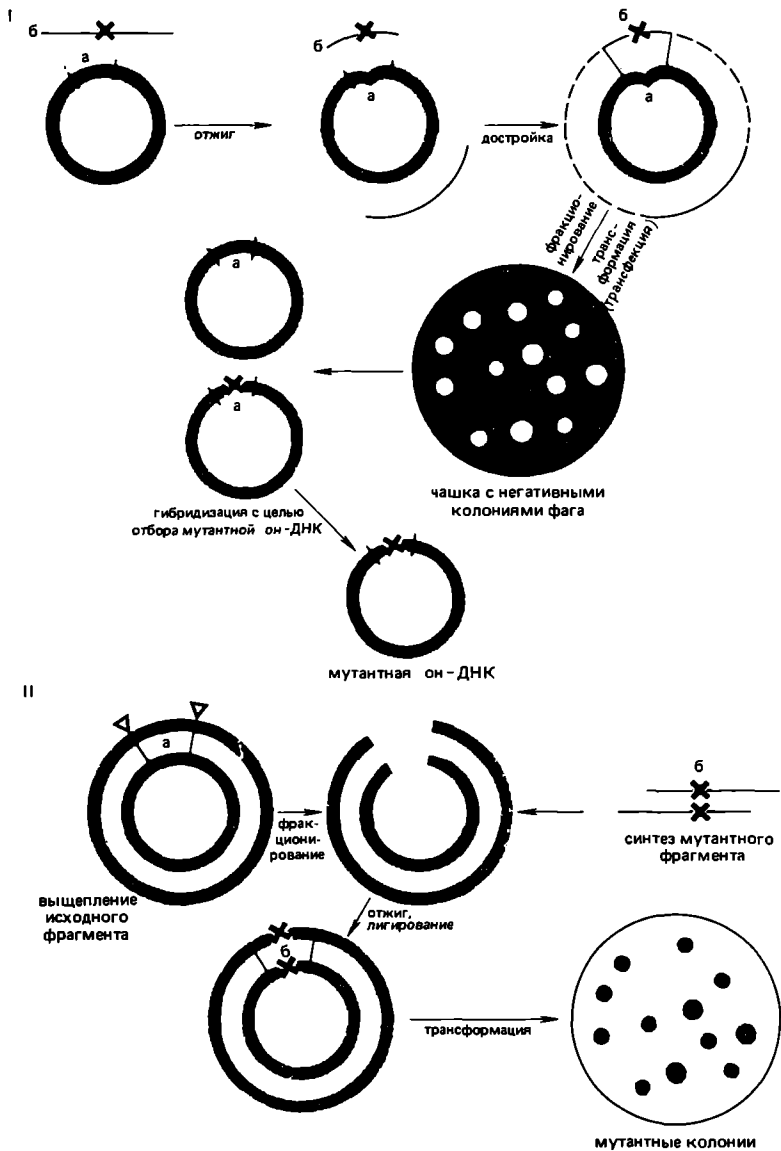 I
б
а
отжиг
б
а
достройка
б
а
фракцио-
нирование
транс-
формация
(трансфекция)
а
а
чашка с негативными
колониями фага
гибридизация с целью
отбора мутантной он-ДНК
мутантная он-ДНК
II
а
выщепление
исходного
фрагмента
фрак-
циони-
рование
б
синтез мутантного
фрагмента
отжиг,
лигирование
б
трансформация
мутантные колонии